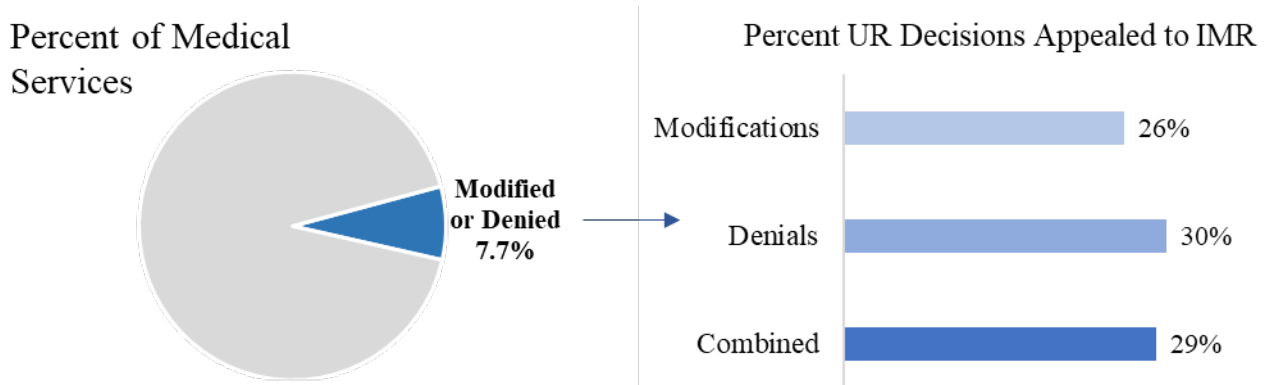 Percent of Medical
Services
Modified
or Denied
7.7%
Percent UR Decisions Appealed to IMR
Modifications
26%
Denials
30%
Combined
29%